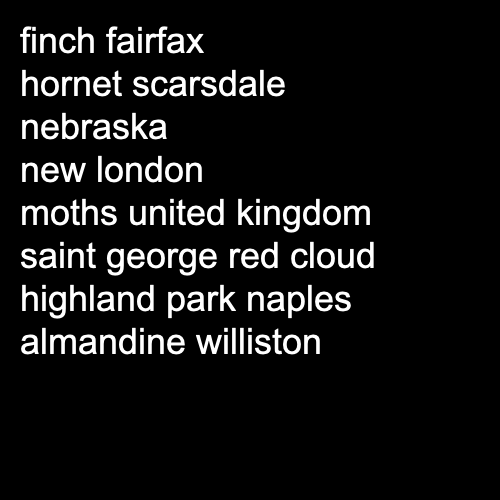 finch fairfax
hornet scarsdale
nebraska
new london
moths united kingdom
saint george red cloud
highland park naples
almandine williston